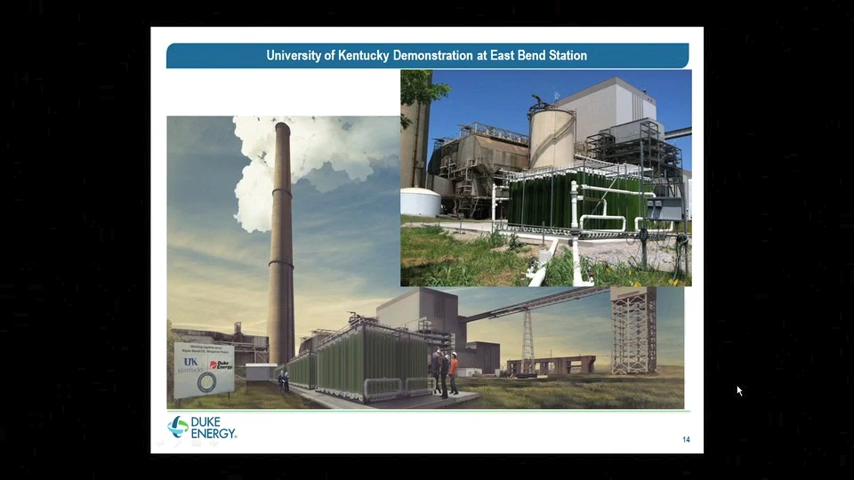 University of Kentucky Demonstration at East Bend Station
UK
Duke
Energy
DUKE
ENERGY
14